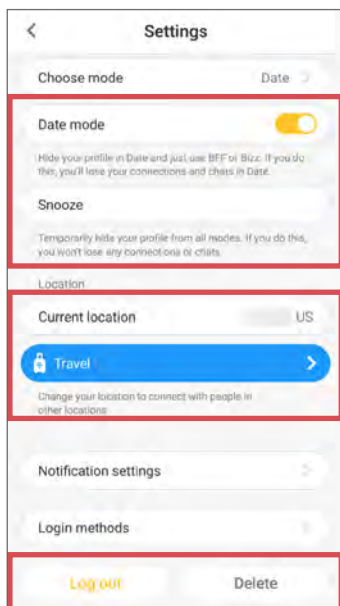 Settings
Choose mode Date
Date mode
Hide your profile in Date and just use BFF or Bizz. If you do
this, you'll lose your connections and chats in Date.
Snooze
Temporarily hide your profile from all modes. If you do this,
you won't lose any connections or chats.
Location
Current location US
Travel
Change your location to connect with people in
other locations
Notification settings
Login methods
Log out Delete